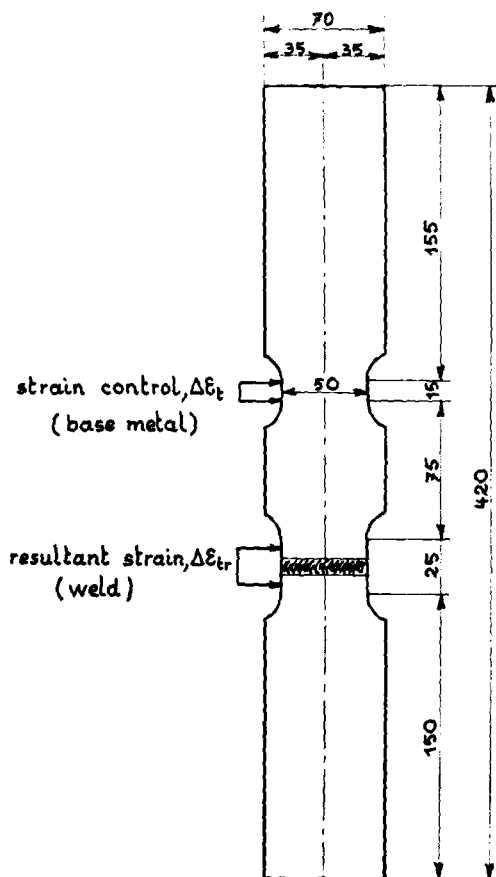 70
35 35
155
strain control, Δεt
(base metal)
50
15
75
420
resultant strain, Δεtr
(weld)
25
150